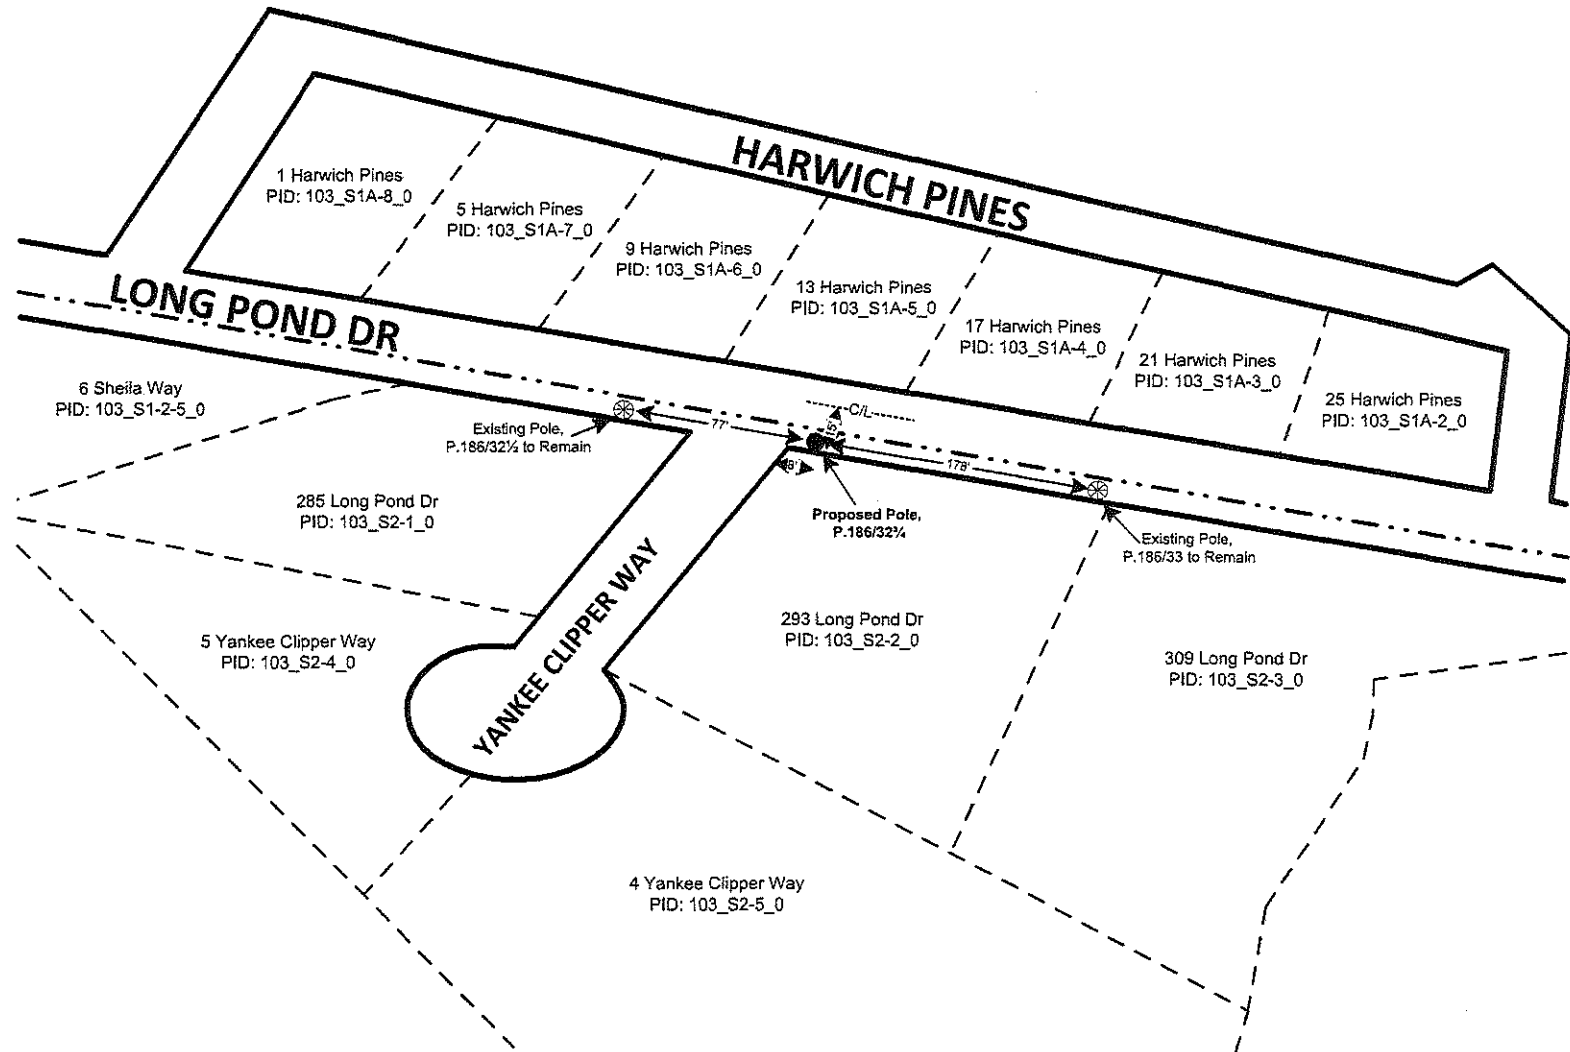 HARWICH PINES
1 Harwich Pines
PID: 103_S1A-8_0
5 Harwich Pines
PID: 103_S1A-7_0
9 Harwich Pines
PID: 103_S1A-6_0
13 Harwich Pines
PID: 103_S1A-5_0
17 Harwich Pines
PID: 103_S1A-4_0
21 Harwich Pines
PID: 103_S1A-3_0
25 Harwich Pines
PID: 103_S1A-2_0
LONG POND DR
6 Sheila Way
PID: 103_S1-2-5_0
Existing Pole,
P.186/32½ to Remain
77'
C/L
15'
178'
Proposed Pole,
P.186/32¾
Existing Pole,
P.186/33 to Remain
285 Long Pond Dr
PID: 103_S2-1_0
YANKEE CLIPPER WAY
5 Yankee Clipper Way
PID: 103_S2-4_0
293 Long Pond Dr
PID: 103_S2-2_0
309 Long Pond Dr
PID: 103_S2-3_0
4 Yankee Clipper Way
PID: 103_S2-5_0